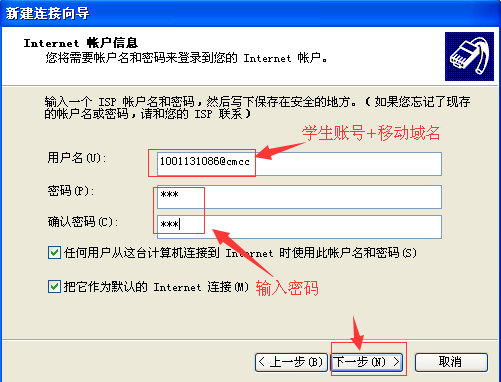 新建连接向导
Internet 帐户信息
您将需要帐户名和密码来登录到您的 Internet 帐户。
输入一个 ISP 帐户名和密码，然后写下保存在安全的地方。（如果您忘记了现存
的帐户名或密码，请和您的 ISP 联系）
学生账号+移动域名
用户名(U): 1001131086@cmcc
密码(P): ***
确认密码(C): ***
任何用户从这台计算机连接到 Internet 时使用此帐户名和密码(S)
把它作为默认的 Internet 连接(M)
输入密码
< 上一步(B) 下一步(N) > 取消